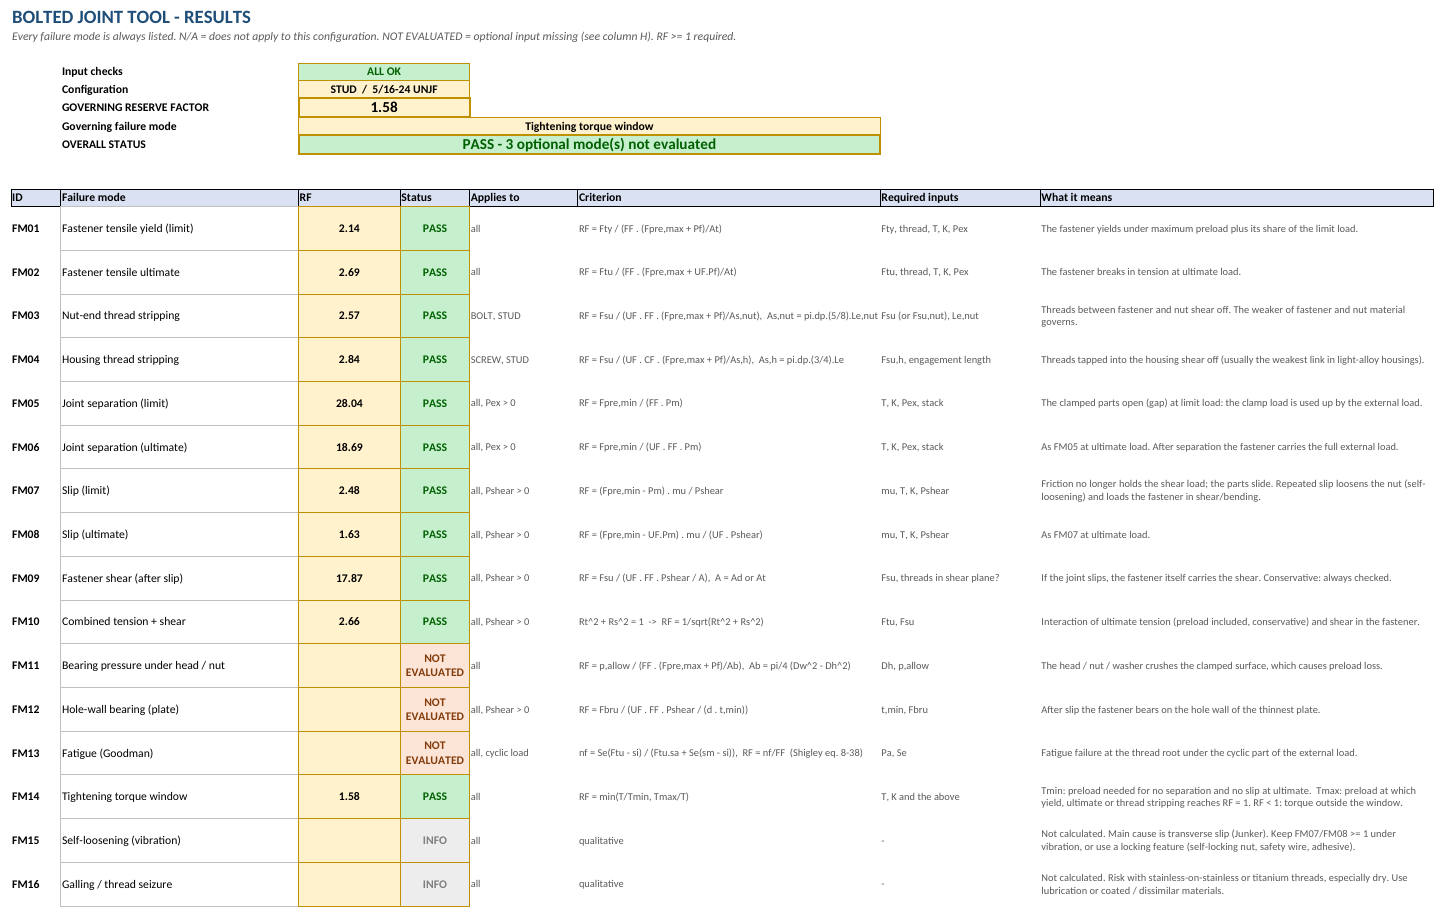 BOLTED JOINT TOOL - RESULTS
Every failure mode is always listed. N/A = does not apply to this configuration. NOT EVALUATED = optional input missing (see column H). RF >= 1 required.
Input checks ALL OK
Configuration STUD / 5/16-24 UNJF
GOVERNING RESERVE FACTOR 1.58
Governing failure mode Tightening torque window
OVERALL STATUS PASS - 3 optional mode(s) not evaluated
ID Failure mode RF Status Applies to Criterion Required inputs What it means
FM01 Fastener tensile yield (limit) 2.14 PASS all RF = Fty / (FF . (Fpre,max + Pf)/At) Fty, thread, T, K, Pex The fastener yields under maximum preload plus its share of the limit load.
FM02 Fastener tensile ultimate 2.69 PASS all RF = Ftu / (FF . (Fpre,max + UF.Pf)/At) Ftu, thread, T, K, Pex The fastener breaks in tension at ultimate load.
FM03 Nut-end thread stripping 2.57 PASS BOLT, STUD RF = Fsu / (UF . FF . (Fpre,max + Pf)/As,nut), As,nut = pi.dp.(5/8).Le,nut Fsu (or Fsu,nut), Le,nut Threads between fastener and nut shear off. The weaker of fastener and nut material
governs.
FM04 Housing thread stripping 2.84 PASS SCREW, STUD RF = Fsu / (UF . CF . (Fpre,max + Pf)/As,h), As,h = pi.dp.(3/4).Le Fsu,h, engagement length Threads tapped into the housing shear off (usually the weakest link in light-alloy housings).
FM05 Joint separation (limit) 28.04 PASS all, Pex > 0 RF = Fpre,min / (FF . Pm) T, K, Pex, stack The clamped parts open (gap) at limit load: the clamp load is used up by the external load.
FM06 Joint separation (ultimate) 18.69 PASS all, Pex > 0 RF = Fpre,min / (UF . FF . Pm) T, K, Pex, stack As FM05 at ultimate load. After separation the fastener carries the full external load.
FM07 Slip (limit) 2.48 PASS all, Pshear > 0 RF = (Fpre,min - Pm) . mu / Pshear mu, T, K, Pshear Friction no longer holds the shear load; the parts slide. Repeated slip loosens the nut (self-
loosening) and loads the fastener in shear/bending.
FM08 Slip (ultimate) 1.63 PASS all, Pshear > 0 RF = (Fpre,min - UF.Pm) . mu / (UF . Pshear) mu, T, K, Pshear As FM07 at ultimate load.
FM09 Fastener shear (after slip) 17.87 PASS all, Pshear > 0 RF = Fsu / (UF . FF . Pshear / A), A = Ad or At Fsu, threads in shear plane? If the joint slips, the fastener itself carries the shear. Conservative: always checked.
FM10 Combined tension + shear 2.66 PASS all, Pshear > 0 Rt^2 + Rs^2 = 1 -> RF = 1/sqrt(Rt^2 + Rs^2) Ftu, Fsu Interaction of ultimate tension (preload included, conservative) and shear in the fastener.
FM11 Bearing pressure under head / nut NOT EVALUATED all RF = p,allow / (FF . (Fpre,max + Pf)/Ab), Ab = pi/4 (Dw^2 - Dh^2) Dh, p,allow The head / nut / washer crushes the clamped surface, which causes preload loss.
FM12 Hole-wall bearing (plate) NOT EVALUATED all, Pshear > 0 RF = Fbru / (UF . FF . Pshear / (d . t,min)) t,min, Fbru After slip the fastener bears on the hole wall of the thinnest plate.
FM13 Fatigue (Goodman) NOT EVALUATED all, cyclic load nf = Se(Ftu - si) / (Ftu.sa + Se(sm - si)), RF = nf/FF (Shigley eq. 8-38) Pa, Se Fatigue failure at the thread root under the cyclic part of the external load.
FM14 Tightening torque window 1.58 PASS all RF = min(T/Tmin, Tmax/T) T, K and the above Tmin: preload needed for no separation and no slip at ultimate. Tmax: preload at which
yield, ultimate or thread stripping reaches RF = 1. RF < 1: torque outside the window.
FM15 Self-loosening (vibration) INFO all qualitative - Not calculated. Main cause is transverse slip (Junker). Keep FM07/FM08 >= 1 under
vibration, or use a locking feature (self-locking nut, safety wire, adhesive).
FM16 Galling / thread seizure INFO all qualitative - Not calculated. Risk with stainless-on-stainless or titanium threads, especially dry. Use
lubrication or coated / dissimilar materials.